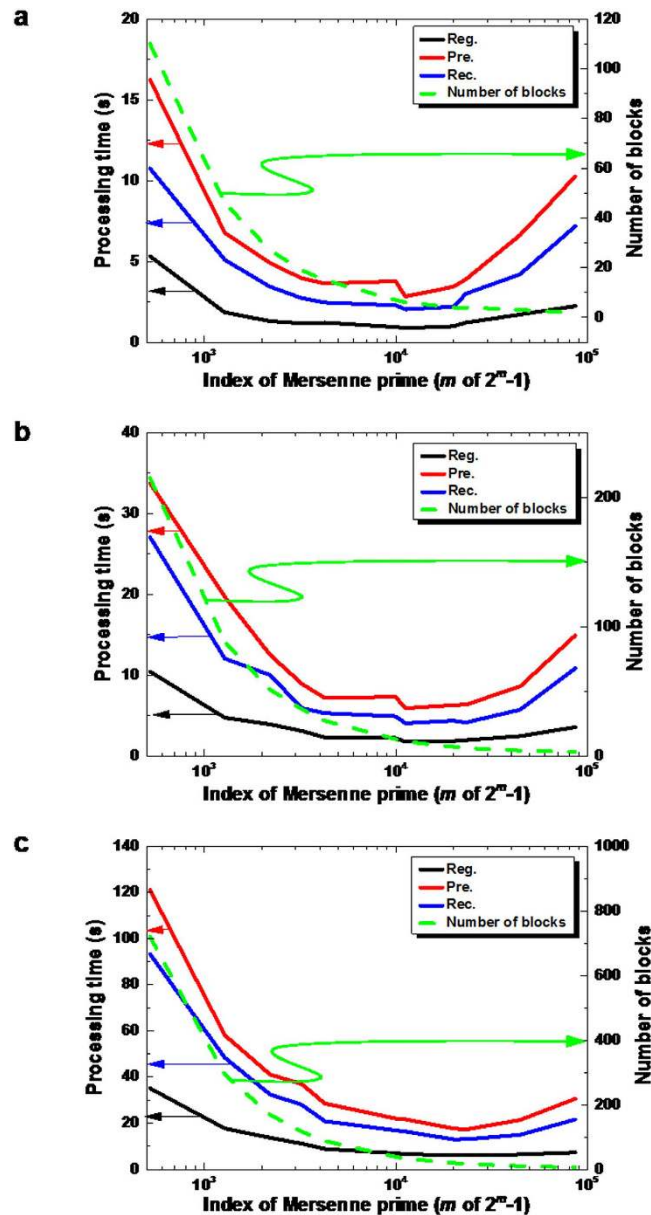 a
20
15
10
5
0
Processing time (s)
Reg.
Pre.
Rec.
Number of blocks
120
100
80
60
40
20
0
Number of blocks
10³
10⁴
10⁵
Index of Mersenne prime (m of 2ᵐ-1)
b
40
30
20
10
0
Processing time (s)
Reg.
Pre.
Rec.
Number of blocks
200
100
0
Number of blocks
10³
10⁴
10⁵
Index of Mersenne prime (m of 2ᵐ-1)
c
140
120
100
80
60
40
20
0
Processing time (s)
Reg.
Pre.
Rec.
Number of blocks
1000
800
600
400
200
0
Number of blocks
10³
10⁴
10⁵
Index of Mersenne prime (m of 2ᵐ-1)